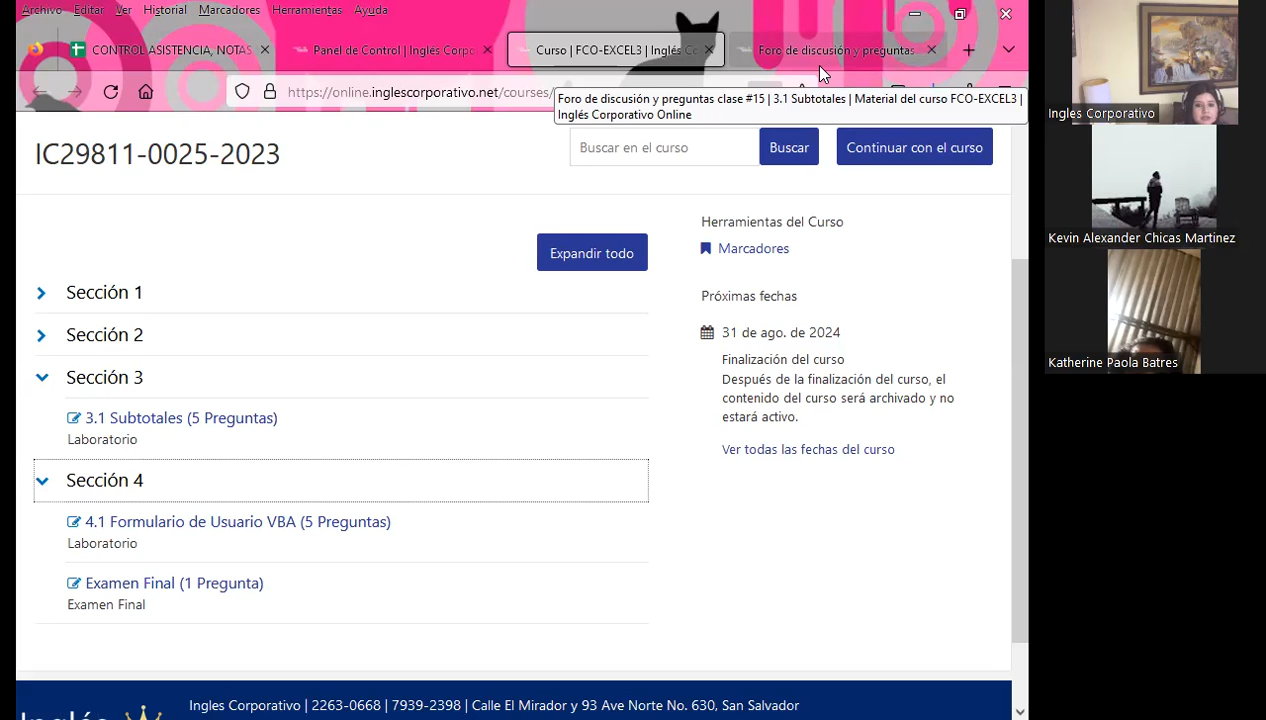 Archivo Editar Ver Historial Marcadores Herramientas Ayuda
CONTROL ASISTENCIA, NOTAS
Panel de Control | Inglés Corpo
Curso | FCO-EXCEL3 | Inglés Co
Foro de discusión y preguntas
https://online.inglescorporativo.net/courses/
Foro de discusión y preguntas clase #15 | 3.1 Subtotales | Material del curso FCO-EXCEL3 |
Inglés Corporativo Online
IC29811-0025-2023
Buscar en el curso
Buscar
Continuar con el curso
Expandir todo
Sección 1
Sección 2
Sección 3
3.1 Subtotales (5 Preguntas)
Laboratorio
Sección 4
4.1 Formulario de Usuario VBA (5 Preguntas)
Laboratorio
Examen Final (1 Pregunta)
Examen Final
Herramientas del Curso
Marcadores
Próximas fechas
31 de ago. de 2024
Finalización del curso
Después de la finalización del curso, el
contenido del curso será archivado y no
estará activo.
Ver todas las fechas del curso
Inglés
Ingles Corporativo | 2263-0668 | 7939-2398 | Calle El Mirador y 93 Ave Norte No. 630, San Salvador
Ingles Corporativo
Kevin Alexander Chicas Martinez
Katherine Paola Batres